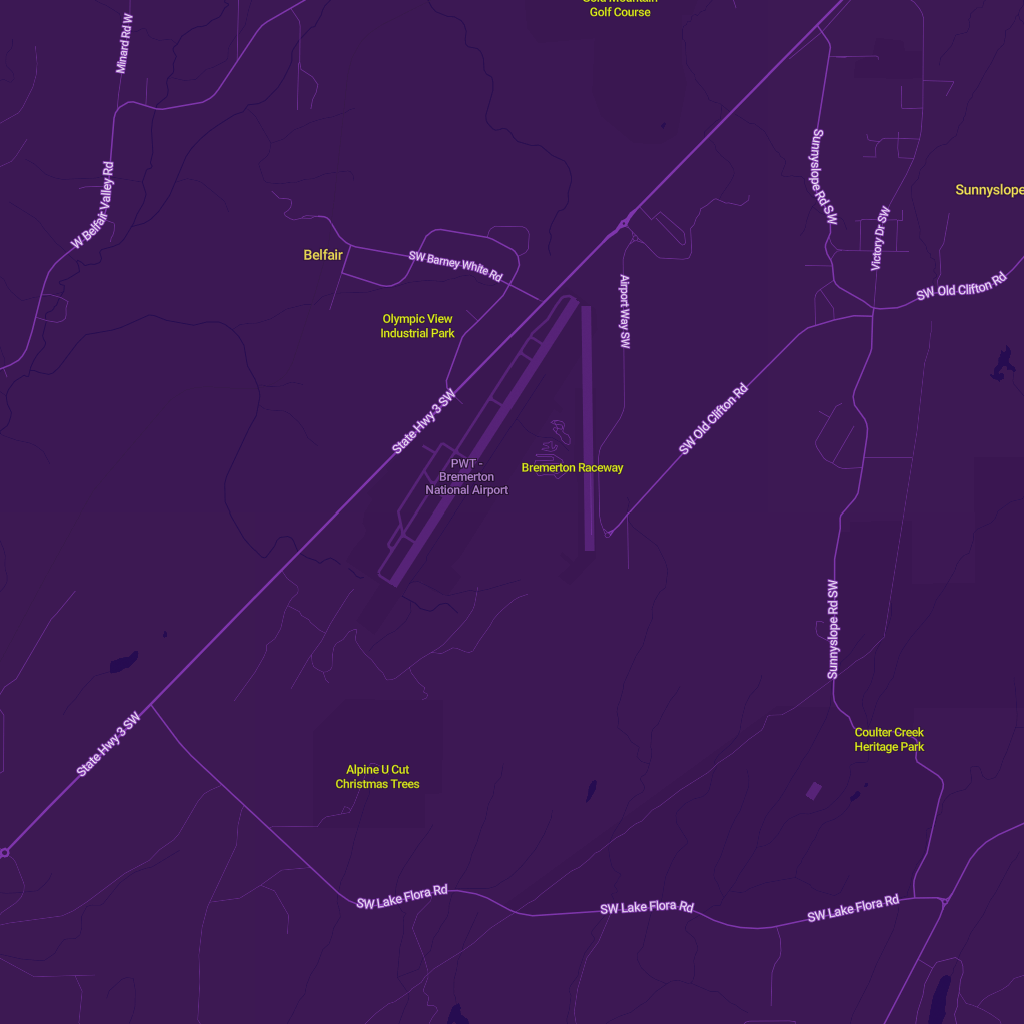 Gold Mountain
Golf Course
Minard Rd W
W Belfair Valley Rd
Sunnyslope Rd SW
Sunnyslope
Victory Dr SW
Belfair
SW Barney White Rd
SW Old Clifton Rd
Airport Way SW
Olympic View
Industrial Park
State Hwy 3 SW
SW Old Clifton Rd
PWT -
Bremerton
National Airport
Bremerton Raceway
Sunnyslope Rd SW
State Hwy 3 SW
Coulter Creek
Heritage Park
Alpine U Cut
Christmas Trees
SW Lake Flora Rd
SW Lake Flora Rd
SW Lake Flora Rd